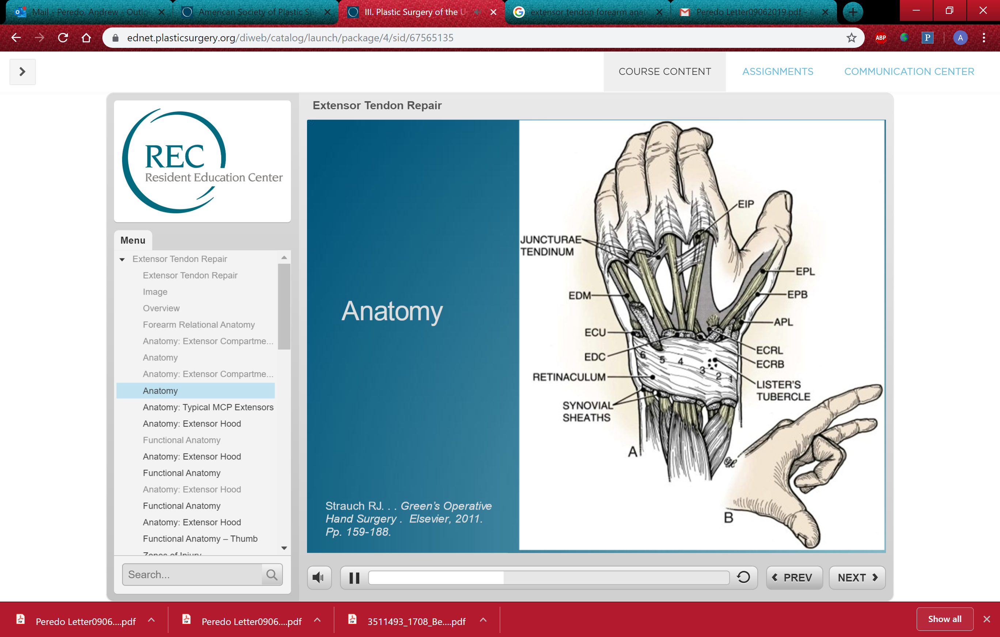 Mail - Peredo, Andrew - Outlo
American Society of Plastic Su
III. Plastic Surgery of the U
extensor tendon forearm anat
Peredo Letter09062019.pdf -
ednet.plasticsurgery.org/diweb/catalog/launch/package/4/sid/67565135
ABP
P
A
COURSE CONTENT
ASSIGNMENTS
COMMUNICATION CENTER
REC
Resident Education Center
Menu
Extensor Tendon Repair
Extensor Tendon Repair
Image
Overview
Forearm Relational Anatomy
Anatomy: Extensor Compartme...
Anatomy
Anatomy: Extensor Compartme...
Anatomy
Anatomy: Typical MCP Extensors
Anatomy: Extensor Hood
Functional Anatomy
Anatomy: Extensor Hood
Functional Anatomy
Anatomy: Extensor Hood
Functional Anatomy
Anatomy: Extensor Hood
Functional Anatomy – Thumb
Zones of Injury
Search...
Extensor Tendon Repair
Anatomy
Strauch RJ. . . Green's Operative
Hand Surgery . Elsevier, 2011.
Pp. 159-188.
EIP
JUNCTURAE
TENDINUM
EPL
EDM
EPB
APL
ECU
ECRL
EDC
ECRB
6 5 4 3 2 1
RETINACULUM
LISTER'S
TUBERCLE
SYNOVIAL
SHEATHS
A
B
PREV
NEXT
Peredo Letter0906....pdf
Peredo Letter0906....pdf
3511493_1708_Be....pdf
Show all